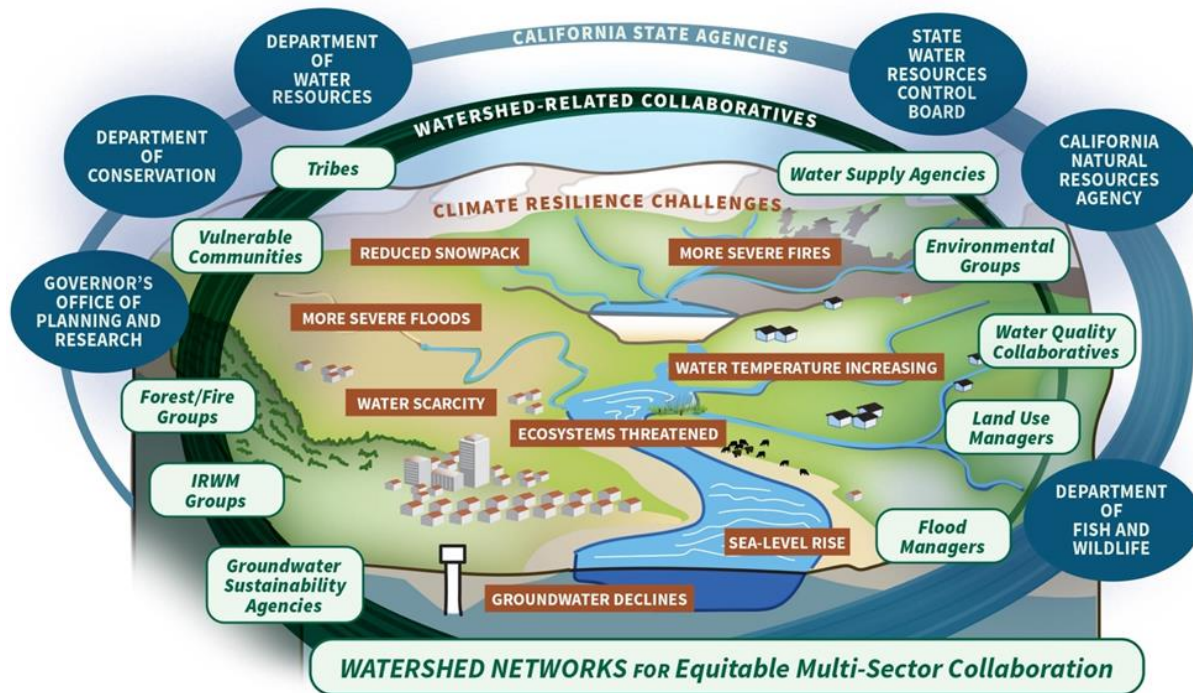 CALIFORNIA STATE AGENCIES
DEPARTMENT
OF
WATER
RESOURCES
STATE
WATER
RESOURCES
CONTROL
BOARD
DEPARTMENT
OF
CONSERVATION
CALIFORNIA
NATURAL
RESOURCES
AGENCY
GOVERNOR'S
OFFICE OF
PLANNING AND
RESEARCH
DEPARTMENT
OF
FISH AND
WILDLIFE
WATERSHED-RELATED COLLABORATIVES
Tribes
Water Supply Agencies
Vulnerable
Communities
Environmental
Groups
Water Quality
Collaboratives
Forest/Fire
Groups
Land Use
Managers
IRWM
Groups
Flood
Managers
Groundwater
Sustainability
Agencies
CLIMATE RESILIENCE CHALLENGES
REDUCED SNOWPACK
MORE SEVERE FIRES
MORE SEVERE FLOODS
WATER TEMPERATURE INCREASING
WATER SCARCITY
ECOSYSTEMS THREATENED
SEA-LEVEL RISE
GROUNDWATER DECLINES
WATERSHED NETWORKS FOR Equitable Multi-Sector Collaboration